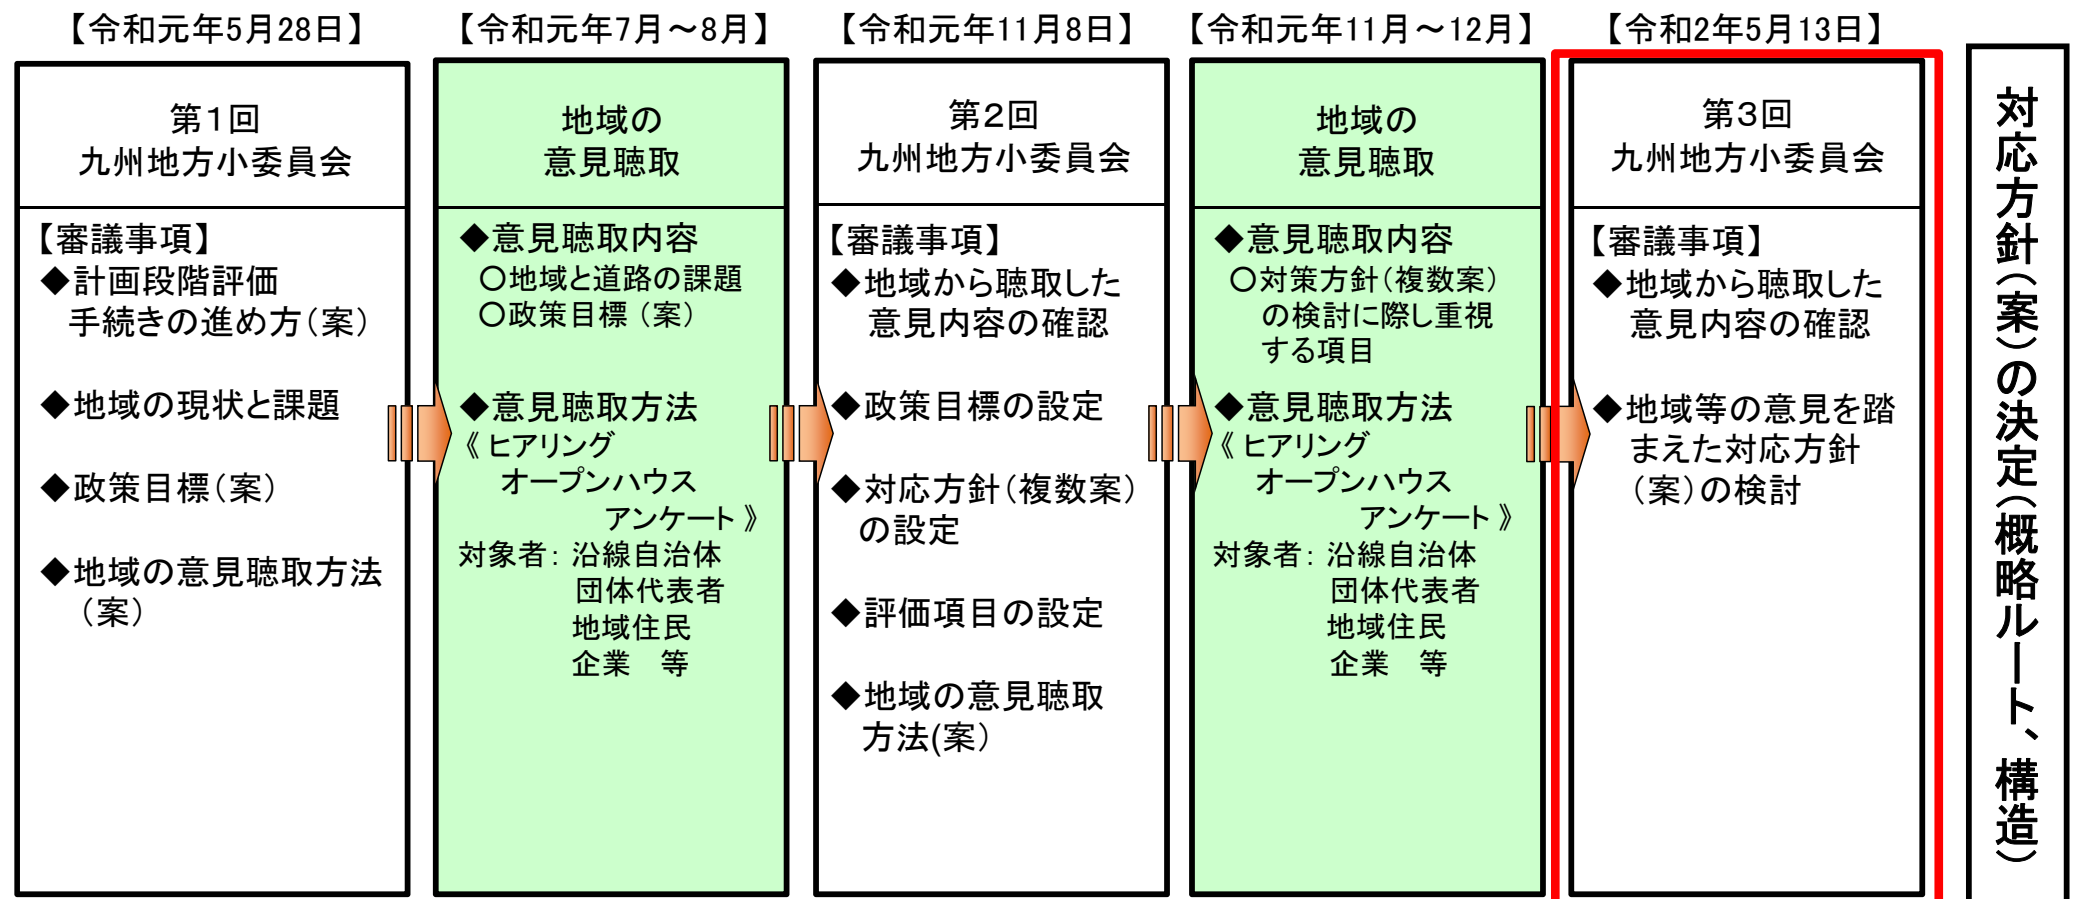 【令和元年5月28日】
第1回
九州地方小委員会
【審議事項】
◆計画段階評価
手続きの進め方（案）
◆地域の現状と課題
◆政策目標（案）
◆地域の意見聴取方法
（案）
【令和元年7月～8月】
地域の
意見聴取
◆意見聴取内容
○地域と道路の課題
○政策目標（案）
◆意見聴取方法
《ヒアリング
オープンハウス
アンケート》
対象者：沿線自治体
団体代表者
地域住民
企業　等
【令和元年11月8日】
第2回
九州地方小委員会
【審議事項】
◆地域から聴取した
意見内容の確認
◆政策目標の設定
◆対応方針（複数案）
の設定
◆評価項目の設定
◆地域の意見聴取
方法(案）
【令和元年11月～12月】
地域の
意見聴取
◆意見聴取内容
○対策方針（複数案）
の検討に際し重視
する項目
◆意見聴取方法
《ヒアリング
オープンハウス
アンケート》
対象者：沿線自治体
団体代表者
地域住民
企業　等
【令和2年5月13日】
第3回
九州地方小委員会
【審議事項】
◆地域から聴取した
意見内容の確認
◆地域等の意見を踏
まえた対応方針
（案）の検討
対応方針（案）の決定（概略ルート、構造）